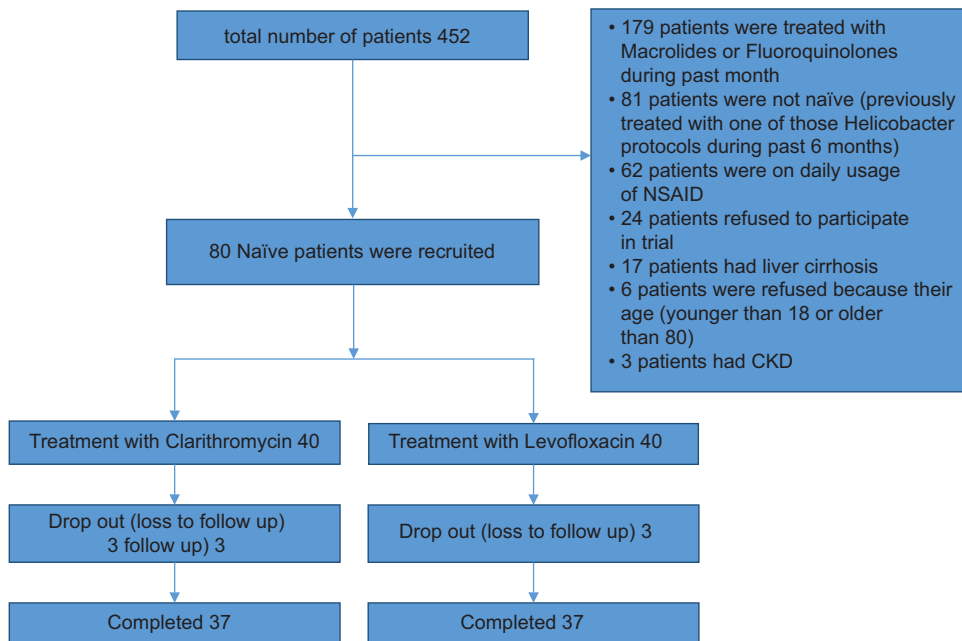 total number of patients 452
• 179 patients were treated with
Macrolides or Fluoroquinolones
during past month
• 81 patients were not naïve (previously
treated with one of those Helicobacter
protocols during past 6 months)
• 62 patients were on daily usage
of NSAID
• 24 patients refused to participate
in trial
• 17 patients had liver cirrhosis
• 6 patients were refused because their
age (younger than 18 or older
than 80)
• 3 patients had CKD
80 Naïve patients were recruited
Treatment with Clarithromycin 40
Treatment with Levofloxacin 40
Drop out (loss to follow up)
3 follow up) 3
Drop out (loss to follow up) 3
Completed 37
Completed 37